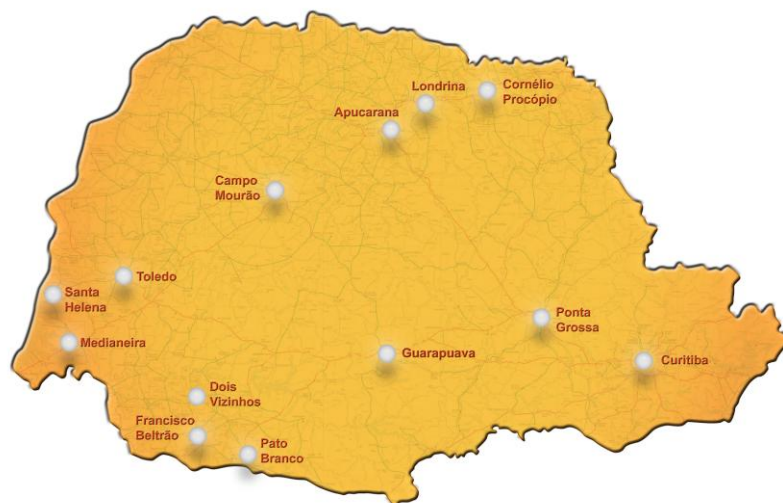 Londrina
Cornélio
Procópio
Apucarana
Campo
Mourão
Toledo
Santa
Helena
Ponta
Grossa
Medianeira
Guarapuava
Curitiba
Dois
Vizinhos
Francisco
Beltrão
Pato
Branco